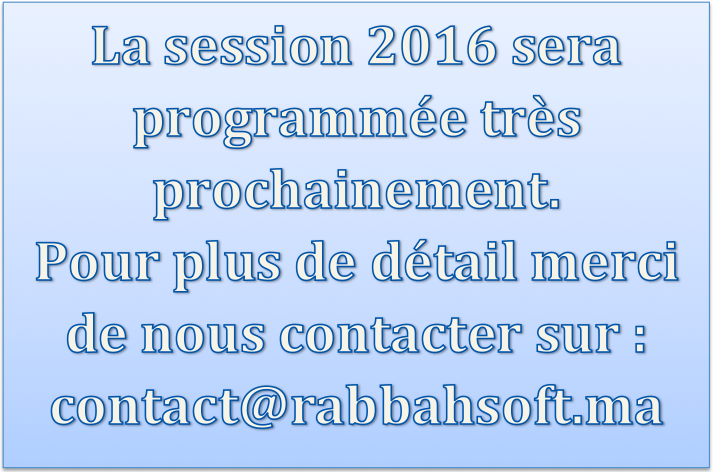 La session 2016 sera
programmée très
prochainement.
Pour plus de détail merci
de nous contacter sur :
contact@rabbahsoft.ma